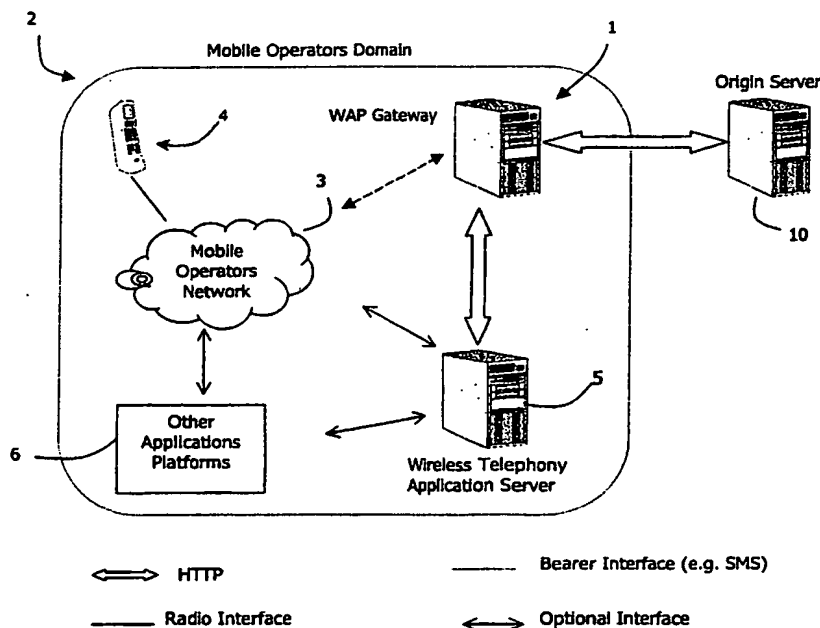 2
Mobile Operators Domain
1
Origin Server
WAP Gateway
4
3
10
Mobile
Operators
Network
5
Other
Applications
Platforms
6
Wireless Telephony
Application Server
HTTP
Bearer Interface (e.g. SMS)
Radio Interface
Optional Interface